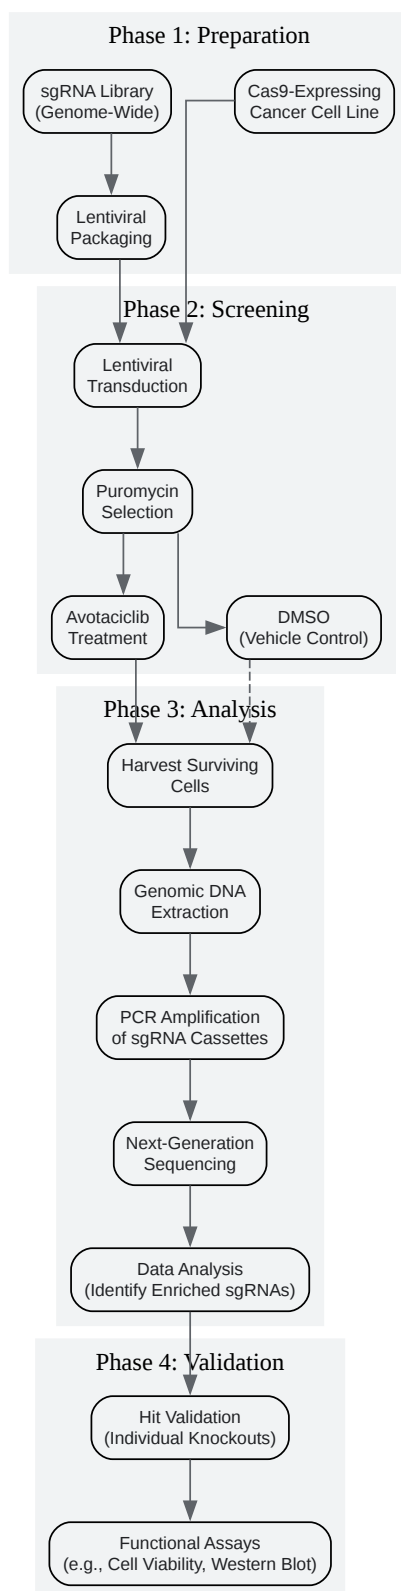 Phase 1: Preparation
sgRNA Library
(Genome-Wide)
Cas9-Expressing
Cancer Cell Line
Lentiviral
Packaging
Phase 2: Screening
Lentiviral
Transduction
Puromycin
Selection
Avotaciclib
Treatment
DMSO
(Vehicle Control)
Phase 3: Analysis
Harvest Surviving
Cells
Genomic DNA
Extraction
PCR Amplification
of sgRNA Cassettes
Next-Generation
Sequencing
Data Analysis
(Identify Enriched sgRNAs)
Phase 4: Validation
Hit Validation
(Individual Knockouts)
Functional Assays
(e.g., Cell Viability, Western Blot)